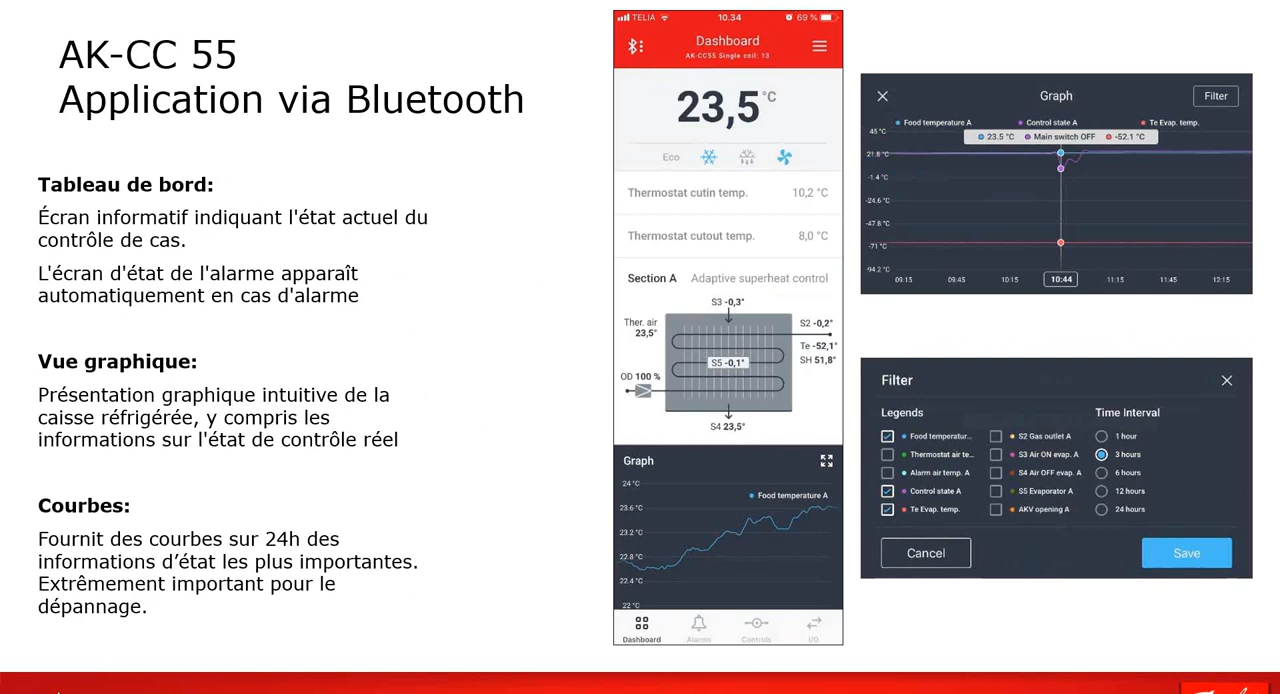 AK-CC 55
Application via Bluetooth
Tableau de bord:
Écran informatif indiquant l'état actuel du
contrôle de cas.
L'écran d'état de l'alarme apparaît
automatiquement en cas d'alarme
Vue graphique:
Présentation graphique intuitive de la
caisse réfrigérée, y compris les
informations sur l'état de contrôle réel
Courbes:
Fournit des courbes sur 24h des
informations d’état les plus importantes.
Extrêmement important pour le
dépannage.
TELIA 10.34 69 %
Dashboard
AK-CC55 Single coil: 13
23,5 °C
Eco
Thermostat cutin temp. 10,2 °C
Thermostat cutout temp. 8,0 °C
Section A Adaptive superheat control
S3 -0,3°
Ther. air
23,5°
S2 -0,2°
Te -52,1°
SH 51,8°
S5 -0,1°
OD 100 %
S4 23,5°
Graph
24 °C
Food temperature A
23.6 °C
23.2 °C
22.8 °C
22.4 °C
22 °C
Dashboard Alarms Controls I/O
Graph Filter
Food temperature A Control state A Te Evap. temp.
45 °C
23.5 °C Main switch OFF -52.1 °C
21.8 °C
-1.4 °C
-24.6 °C
-47.8 °C
-71 °C
-94.2 °C
09:15 09:45 10:15 10:44 11:15 11:45 12:15
Filter
Legends Time Interval
Food temperatur... S2 Gas outlet A 1 hour
Thermostat air te... S3 Air ON evap. A 3 hours
Alarm air temp. A S4 Air OFF evap. A 6 hours
Control state A S5 Evaporator A 12 hours
Te Evap. temp. AKV opening A 24 hours
Cancel Save